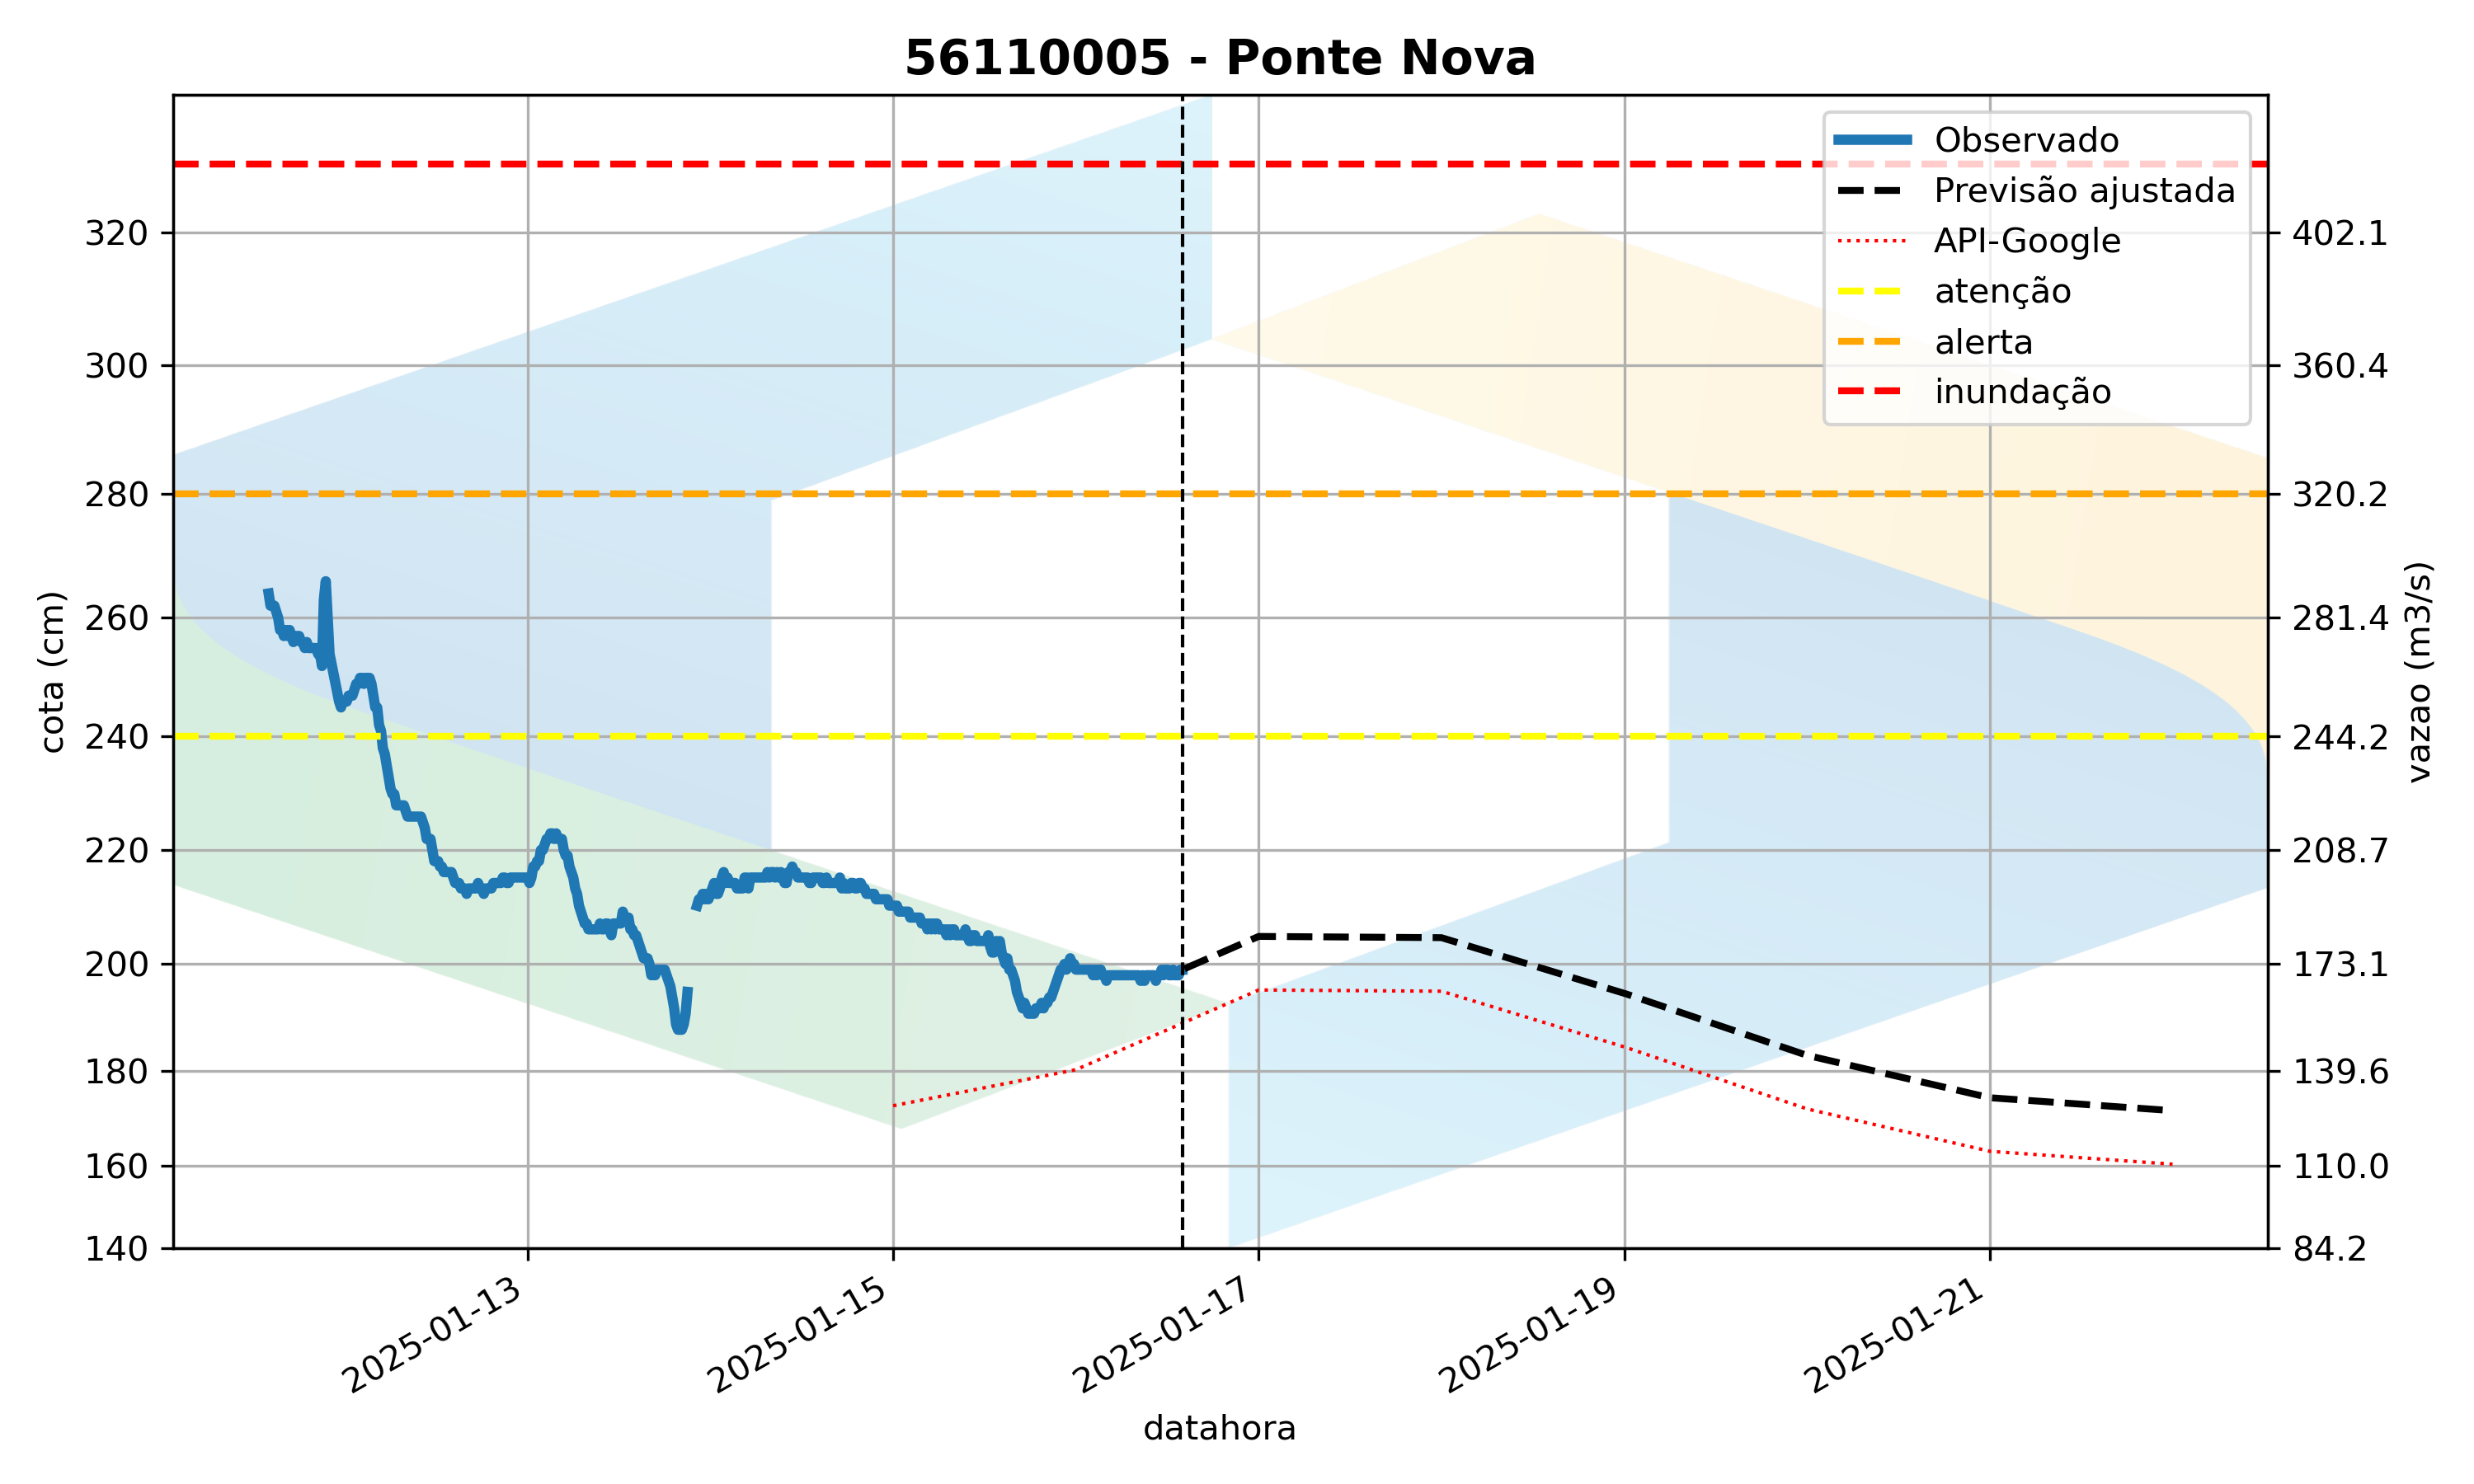 56110005 - Ponte Nova
Observado
Previsão ajustada
API-Google
atenção
alerta
inundação
cota (cm)
320
300
280
260
240
220
200
180
160
140
402.1
360.4
320.2
281.4
244.2
208.7
173.1
139.6
110.0
84.2
vazao (m3/s)
2025-01-13
2025-01-15
2025-01-17
2025-01-19
2025-01-21
datahora